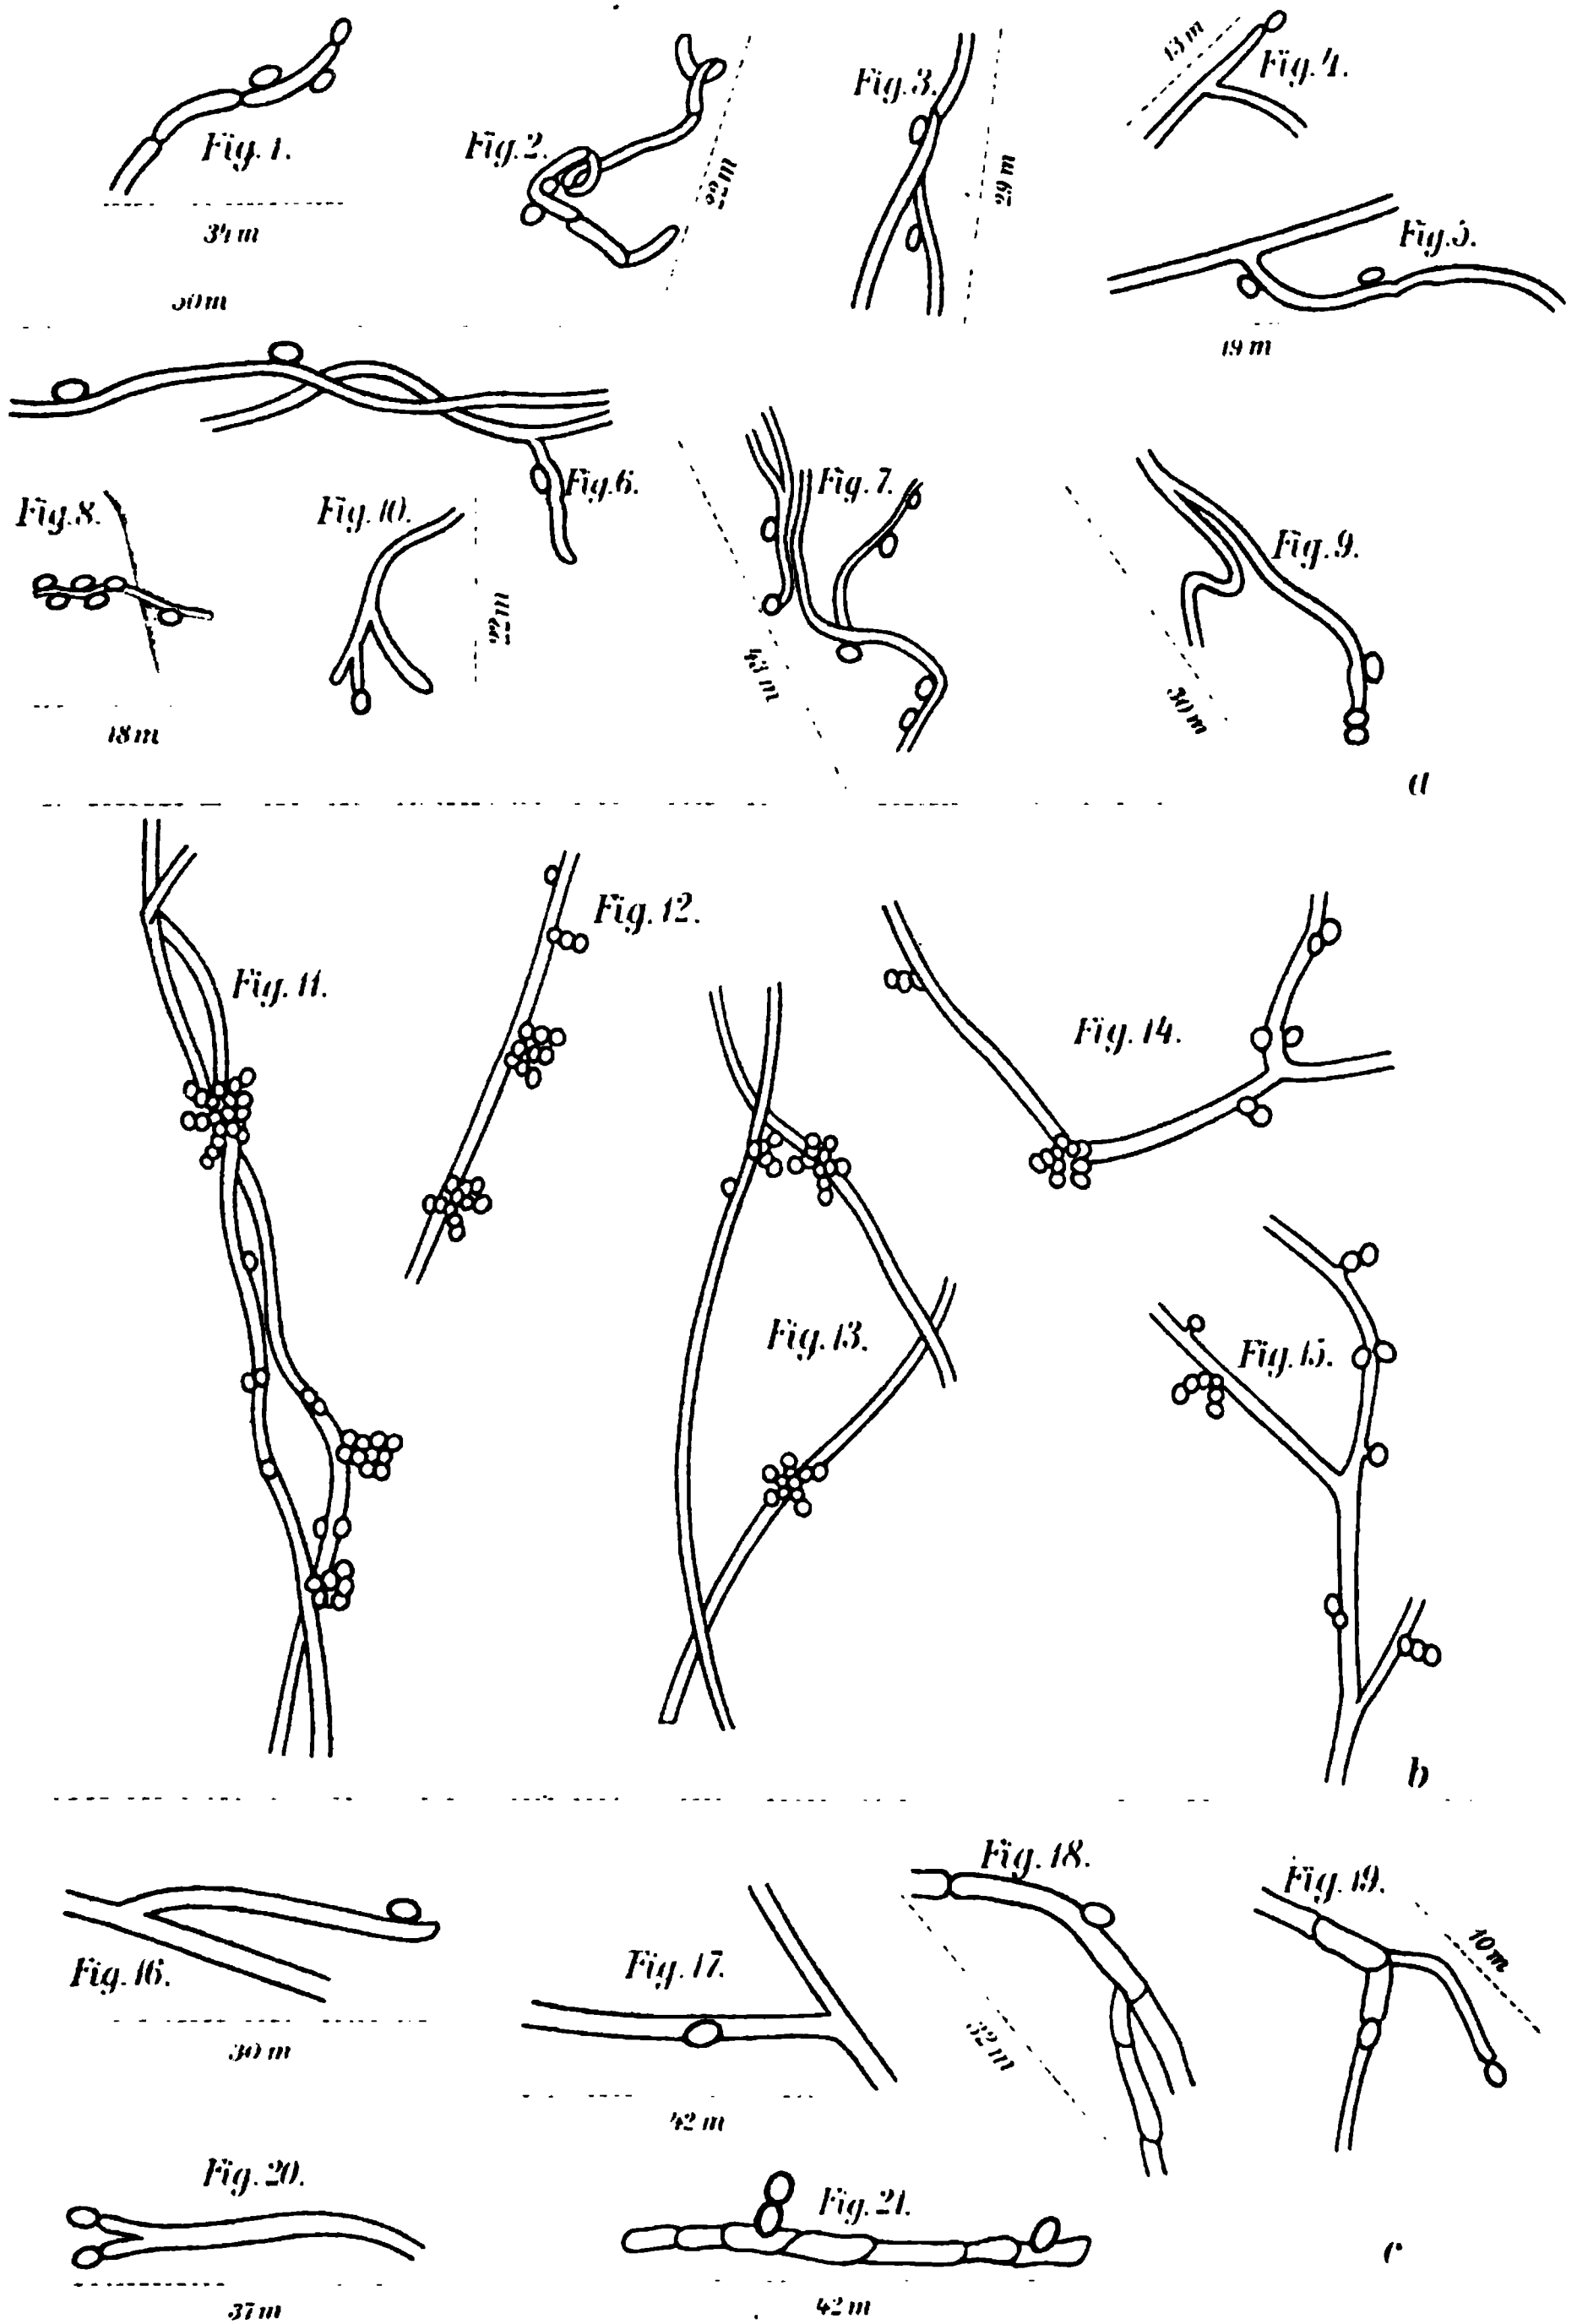 Fig. 1.
34 m
Fig. 2.
22 m
Fig. 3.
29 m
Fig. 4.
13 m
Fig. 5.
19 m
50 m
Fig. 6.
Fig. 7.
43 m
Fig. 8.
18 m
Fig. 10.
22 m
Fig. 9.
30 m
a
Fig. 11.
Fig. 12.
Fig. 13.
Fig. 14.
Fig. 15.
b
Fig. 16.
30 m
Fig. 17.
42 m
Fig. 18.
32 m
Fig. 19.
10 m
Fig. 20.
37 m
Fig. 21.
42 m
c